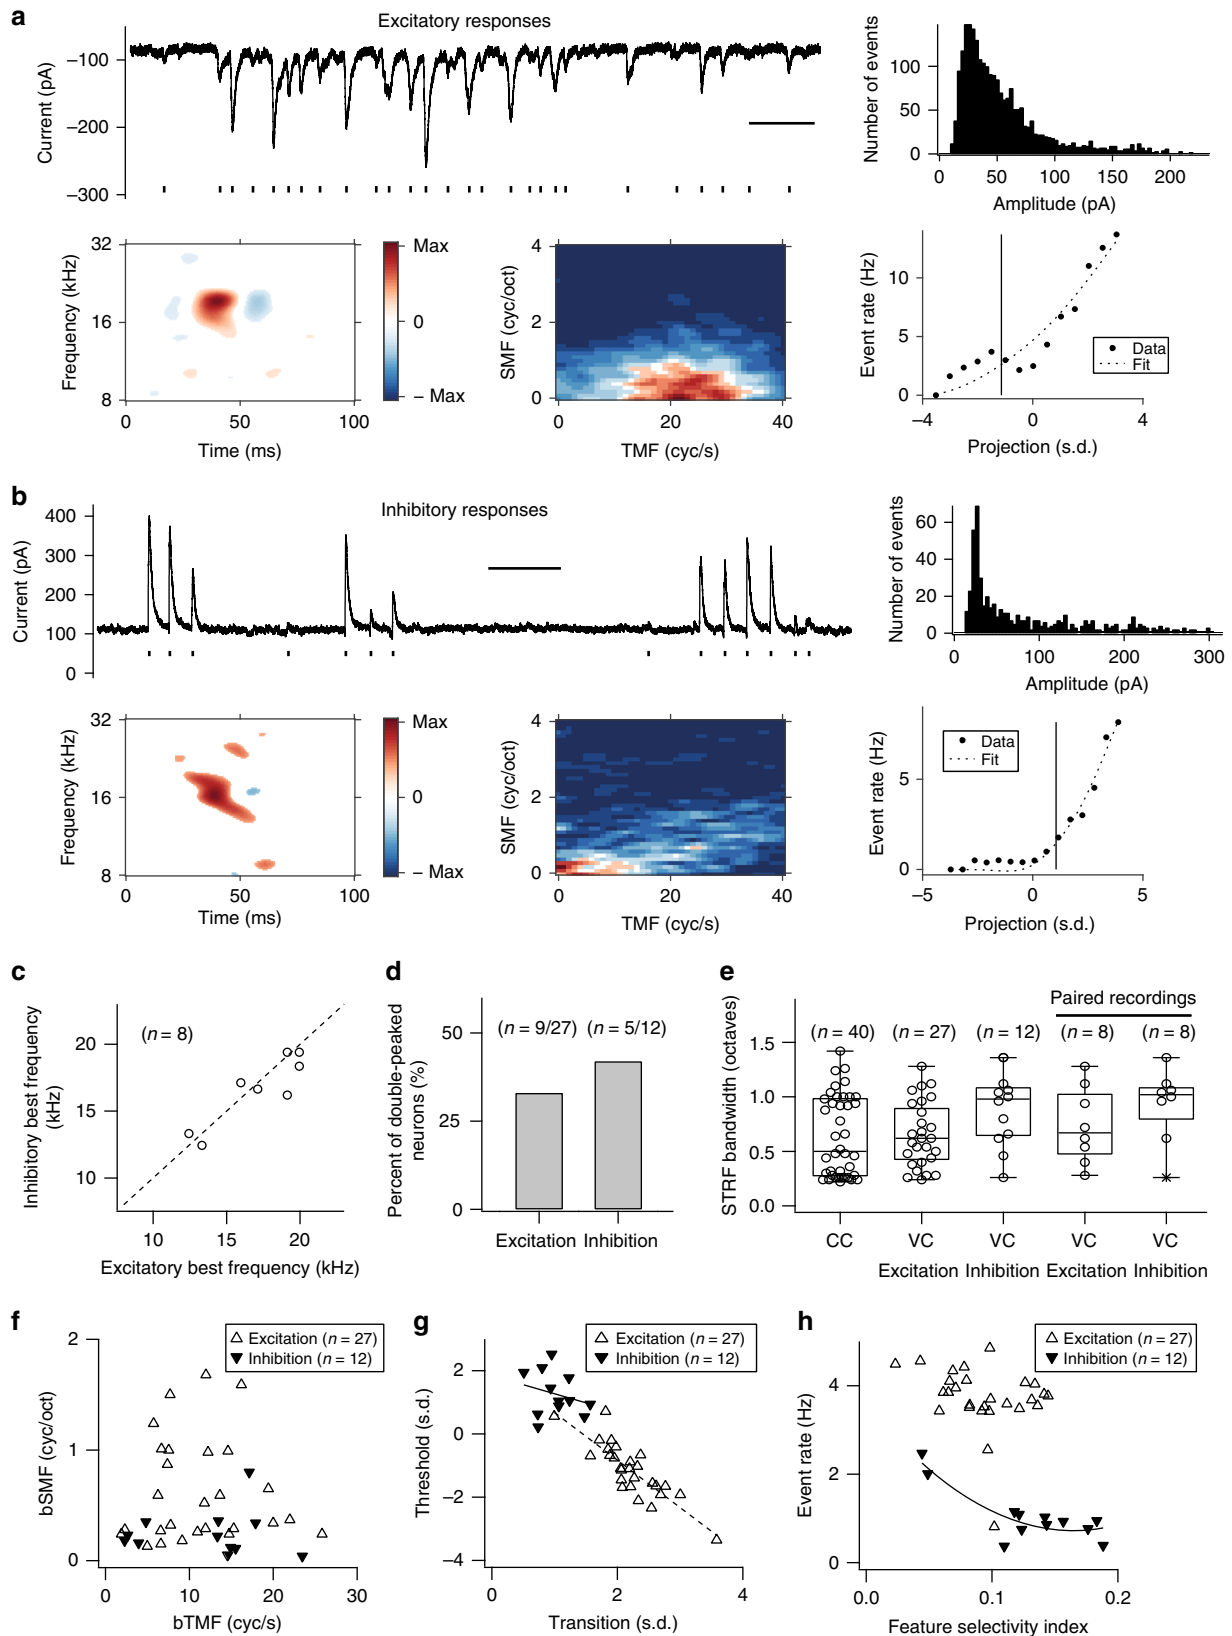 a
Excitatory responses
Current (pA)
−100
−200
−300
Number of events
100
50
0
0 50 100 150 200
Amplitude (pA)
Frequency (kHz)
32
16
8
0 50 100
Time (ms)
Max
0
– Max
SMF (cyc/oct)
4
2
0
0 20 40
TMF (cyc/s)
Event rate (Hz)
10
5
0
−4 0 4
Projection (s.d.)
Data
Fit
b
Inhibitory responses
Current (pA)
400
300
200
100
0
Number of events
60
40
20
0
0 100 200 300
Amplitude (pA)
Frequency (kHz)
32
16
8
0 50 100
Time (ms)
Max
0
– Max
SMF (cyc/oct)
4
2
0
0 20 40
TMF (cyc/s)
Event rate (Hz)
5
0
−5 0 5
Projection (s.d.)
Data
Fit
c
Inhibitory best frequency
(kHz)
(n = 8)
20
15
10
10 15 20
Excitatory best frequency (kHz)
d
Percent of double-peaked
neurons (%)
50
25
0
(n = 9/27) (n = 5/12)
Excitation Inhibition
e
STRF bandwidth (octaves)
Paired recordings
(n = 40) (n = 27) (n = 12) (n = 8) (n = 8)
1.5
1.0
0.5
0.0
CC VC VC VC VC
Excitation Inhibition Excitation Inhibition
f
bSMF (cyc/oct)
2
1
0
0 10 20 30
bTMF (cyc/s)
Excitation (n = 27)
Inhibition (n = 12)
g
Threshold (s.d.)
2
0
−2
−4
0 2 4
Transition (s.d.)
Excitation (n = 27)
Inhibition (n = 12)
h
Event rate (Hz)
4
2
0
0.0 0.1 0.2
Feature selectivity index
Excitation (n = 27)
Inhibition (n = 12)